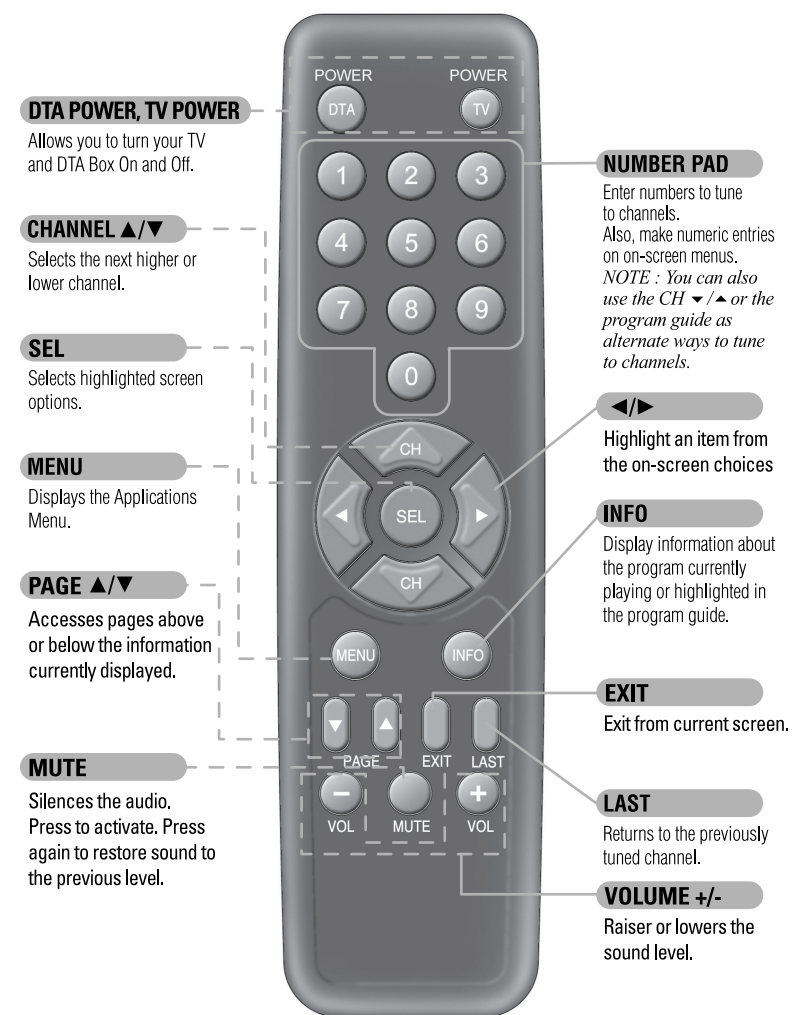 DTA POWER, TV POWER
Allows you to turn your TV
and DTA Box On and Off.
CHANNEL ▲/▼
Selects the next higher or
lower channel.
SEL
Selects highlighted screen
options.
MENU
Displays the Applications
Menu.
PAGE ▲/▼
Accesses pages above
or below the information
currently displayed.
MUTE
Silences the audio.
Press to activate. Press
again to restore sound to
the previous level.
POWER POWER
DTA TV
1 2 3
4 5 6
7 8 9
0
CH
◀ SEL ▶
CH
MENU INFO
▼ ▲
PAGE EXIT LAST
− +
VOL MUTE VOL
NUMBER PAD
Enter numbers to tune
to channels.
Also, make numeric entries
on on-screen menus.
NOTE : You can also
use the CH ▼/▲ or the
program guide as
alternate ways to tune
to channels.
◀/▶
Highlight an item from
the on-screen choices
INFO
Display information about
the program currently
playing or highlighted in
the program guide.
EXIT
Exit from current screen.
LAST
Returns to the previously
tuned channel.
VOLUME +/-
Raiser or lowers the
sound level.